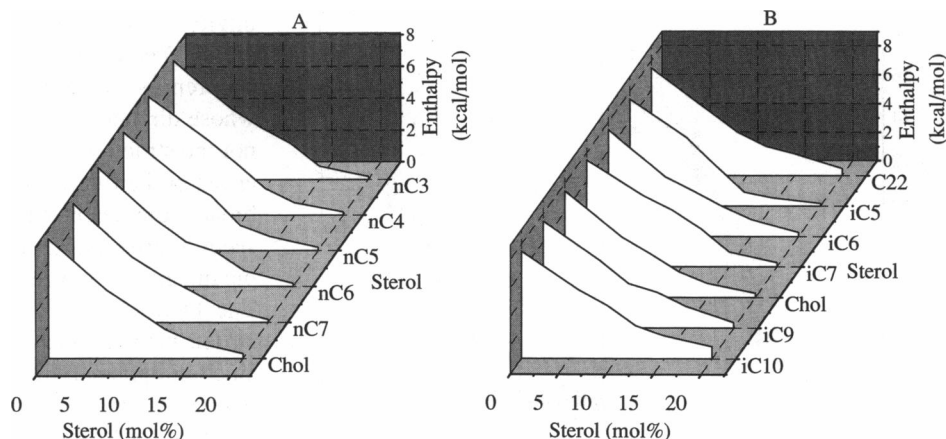 A
8
6
4
2
0
Enthalpy
(kcal/mol)
nC3
nC4
nC5
nC6
nC7
Chol
Sterol
0 5 10 15 20
Sterol (mol%)
B
8
6
4
2
0
Enthalpy
(kcal/mol)
C22
iC5
iC6
iC7
Chol
iC9
iC10
Sterol
0 5 10 15 20
Sterol (mol%)